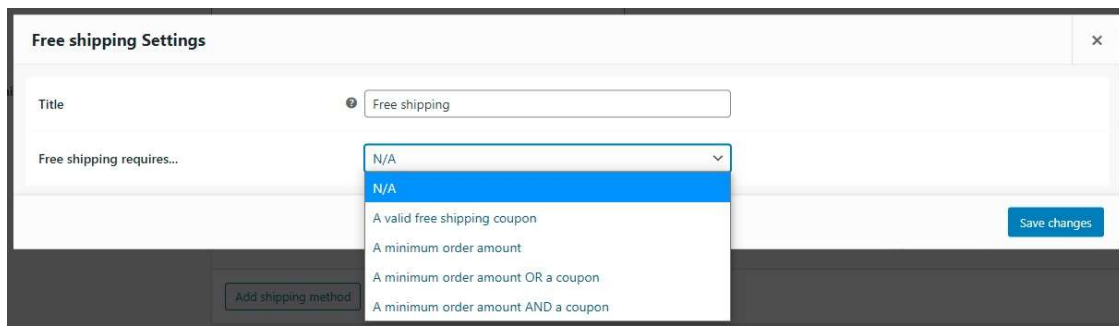 Free shipping Settings
Title
Free shipping
Free shipping requires...
N/A
N/A
A valid free shipping coupon
A minimum order amount
A minimum order amount OR a coupon
A minimum order amount AND a coupon
Save changes
Add shipping method